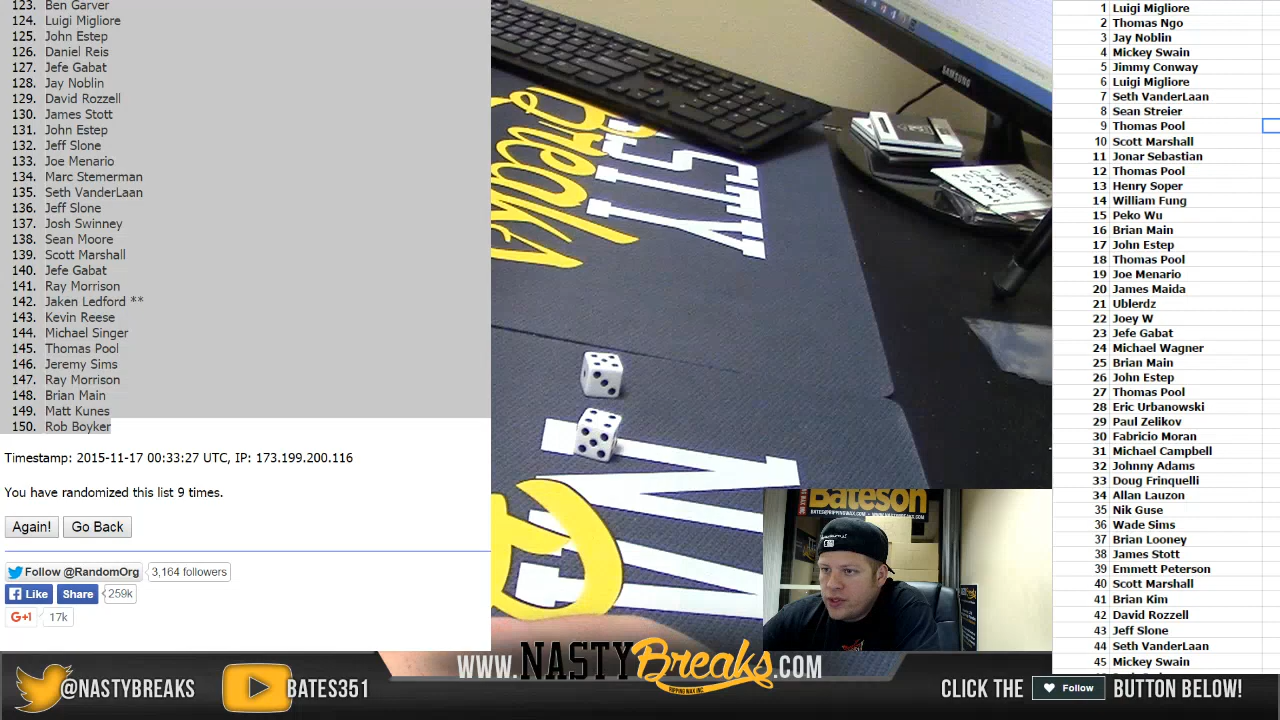 123. Ben Garver
124. Luigi Migliore
125. John Estep
126. Daniel Reis
127. Jefe Gabat
128. Jay Noblin
129. David Rozzell
130. James Stott
131. John Estep
132. Jeff Slone
133. Joe Menario
134. Marc Stemerman
135. Seth VanderLaan
136. Jeff Slone
137. Josh Swinney
138. Sean Moore
139. Scott Marshall
140. Jefe Gabat
141. Ray Morrison
142. Jaken Ledford **
143. Kevin Reese
144. Michael Singer
145. Thomas Pool
146. Jeremy Sims
147. Ray Morrison
148. Brian Main
149. Matt Kunes
150. Rob Boyker
Timestamp: 2015-11-17 00:33:27 UTC, IP: 173.199.200.116
You have randomized this list 9 times.
Again! Go Back
Follow @RandomOrg 3,164 followers
Like Share 259k
G+1 17k
SAMSUNG
STY
Breaks
N
Bateson
1 Luigi Migliore
2 Thomas Ngo
3 Jay Noblin
4 Mickey Swain
5 Jimmy Conway
6 Luigi Migliore
7 Seth VanderLaan
8 Sean Streier
9 Thomas Pool
10 Scott Marshall
11 Jonar Sebastian
12 Thomas Pool
13 Henry Soper
14 William Fung
15 Peko Wu
16 Brian Main
17 John Estep
18 Thomas Pool
19 Joe Menario
20 James Maida
21 Ublerdz
22 Joey W
23 Jefe Gabat
24 Michael Wagner
25 Brian Main
26 John Estep
27 Thomas Pool
28 Eric Urbanowski
29 Paul Zelikov
30 Fabricio Moran
31 Michael Campbell
32 Johnny Adams
33 Doug Frinquelli
34 Allan Lauzon
35 Nik Guse
36 Wade Sims
37 Brian Looney
38 James Stott
39 Emmett Peterson
40 Scott Marshall
41 Brian Kim
42 David Rozzell
43 Jeff Slone
44 Seth VanderLaan
45 Mickey Swain
@NASTYBREAKS
BATES351
WWW.NASTYBreaks.COM
RIPPING WAX INC.
CLICK THE Follow BUTTON BELOW!